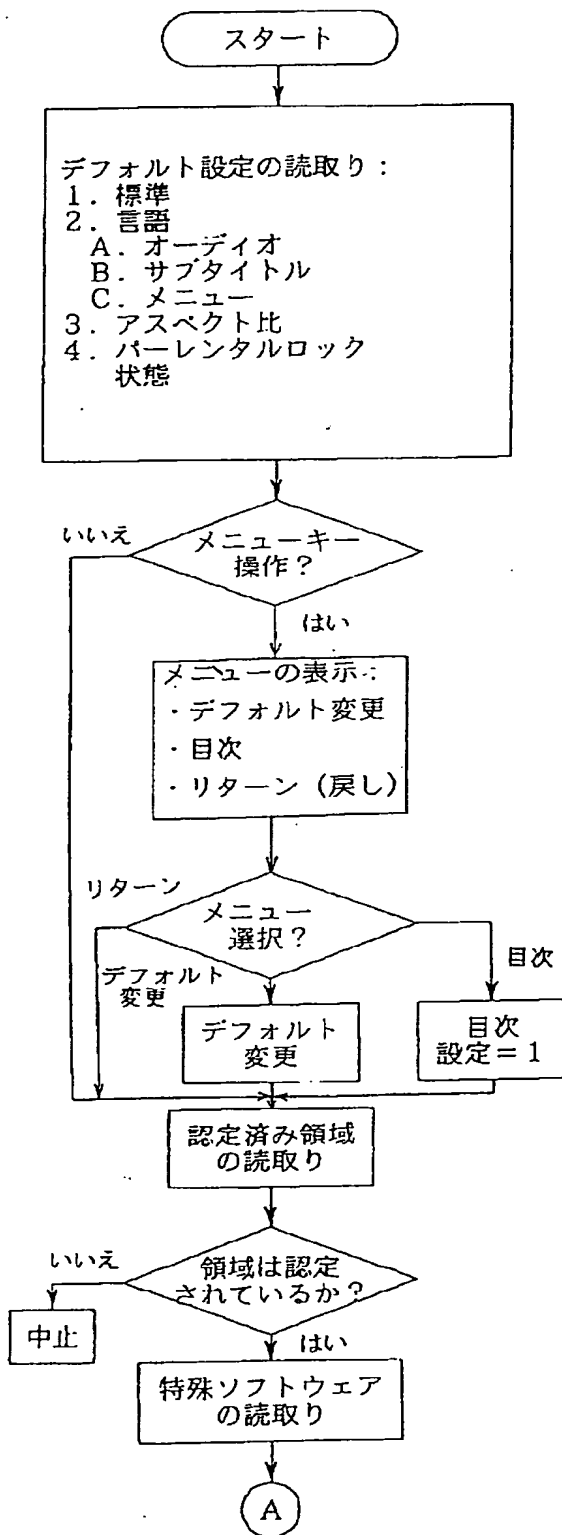 スタート
デフォルト設定の読取り：
1．標準
2．言語
A．オーディオ
B．サブタイトル
C．メニュー
3．アスペクト比
4．パーレンタルロック
状態
いいえ
メニューキー
操作？
はい
メニューの表示：
・デフォルト変更
・目次
・リターン（戻し）
リターン
メニュー
選択？
デフォルト
変更
目次
デフォルト
変更
目次
設定＝1
認定済み領域
の読取り
いいえ
領域は認定
されているか？
中止
はい
特殊ソフトウェア
の読取り
A